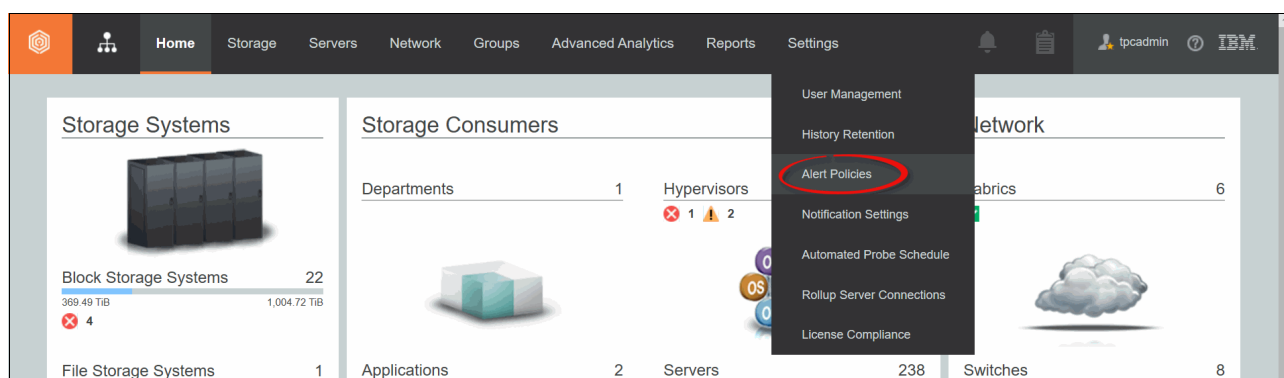 Home Storage Servers Network Groups Advanced Analytics Reports Settings tpcadmin ? IBM
User Management
History Retention
Alert Policies
Notification Settings
Automated Probe Schedule
Rollup Server Connections
License Compliance
Storage Systems
Block Storage Systems 22
369.49 TiB 1,004.72 TiB
4
File Storage Systems 1
Storage Consumers
Departments 1
Hypervisors
1 2
OS
Applications 2
Servers 238
Network
abrics 6
Switches 8